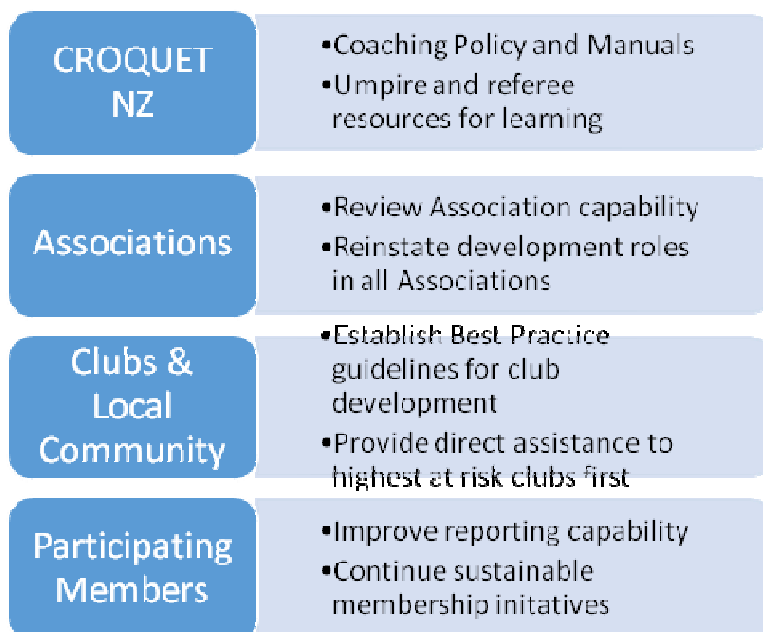 CROQUET
NZ
•Coaching Policy and Manuals
•Umpire and referee
resources for learning
Associations
•Review Association capability
•Reinstate development roles
in all Associations
Clubs &
Local
Community
•Establish Best Practice
guidelines for club
development
•Provide direct assistance to
highest at risk clubs first
Participating
Members
•Improve reporting capability
•Continue sustainable
membership initatives